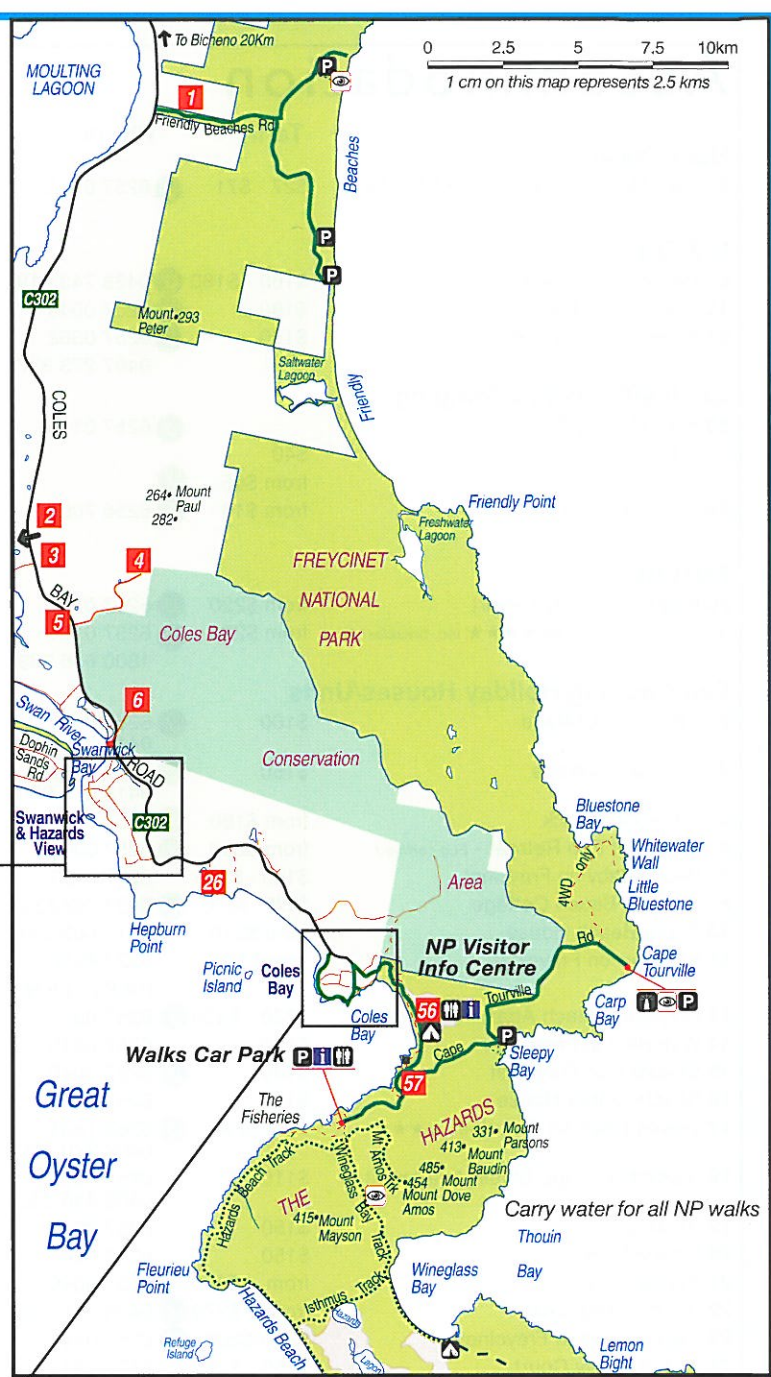 To Bicheno 20Km
0 2.5 5 7.5 10km
1 cm on this map represents 2.5 kms
MOULTING
LAGOON
P
1
Friendly Beaches Rd
Beaches
P
P
C302
Mount
Peter 293
Saltwater
Lagoon
Friendly
COLES
264 Mount
Paul
282
Friendly Point
Freshwater
Lagoon
2
3
4
FREYCINET
NATIONAL
PARK
BAY
5
Coles Bay
6
Swan River
Swanwick
Bay
Dophin
Sands
Rd
ROAD
Conservation
Swanwick
& Hazards
View
C302
Bluestone
Bay
4WD only
Whitewater
Wall
Little
Bluestone
26
Area
Hepburn
Point
NP Visitor
Info Centre
Rd
Cape
Tourville
Picnic
Island
Coles
Bay
Tourville
56
i
P
Carp
Bay
Coles
Bay
P
Cape
Sleepy
Bay
Walks Car Park P i
57
The
Fisheries
HAZARDS
331 Mount
Parsons
413 Mount
Baudin
485 Mount
Dove
454
Mount
Amos
Mt Amos Trk
Great
Oyster
Bay
Hazards Beach Track
THE
Wineglass Bay Track
415 Mount
Mayson
Carry water for all NP walks
Thouin
Bay
Fleurieu
Point
Isthmus Track
Wineglass
Bay
Hazards Beach
Hazards
Lagoon
Refuge
Island
Lemon
Bight